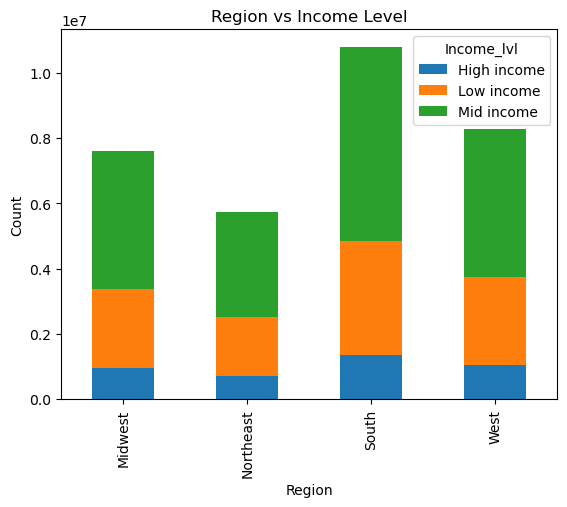 Region vs Income Level
1e7
Income_lvl
High income
Low income
Mid income
1.0
0.8
0.6
0.4
0.2
0.0
Count
Midwest
Northeast
South
West
Region